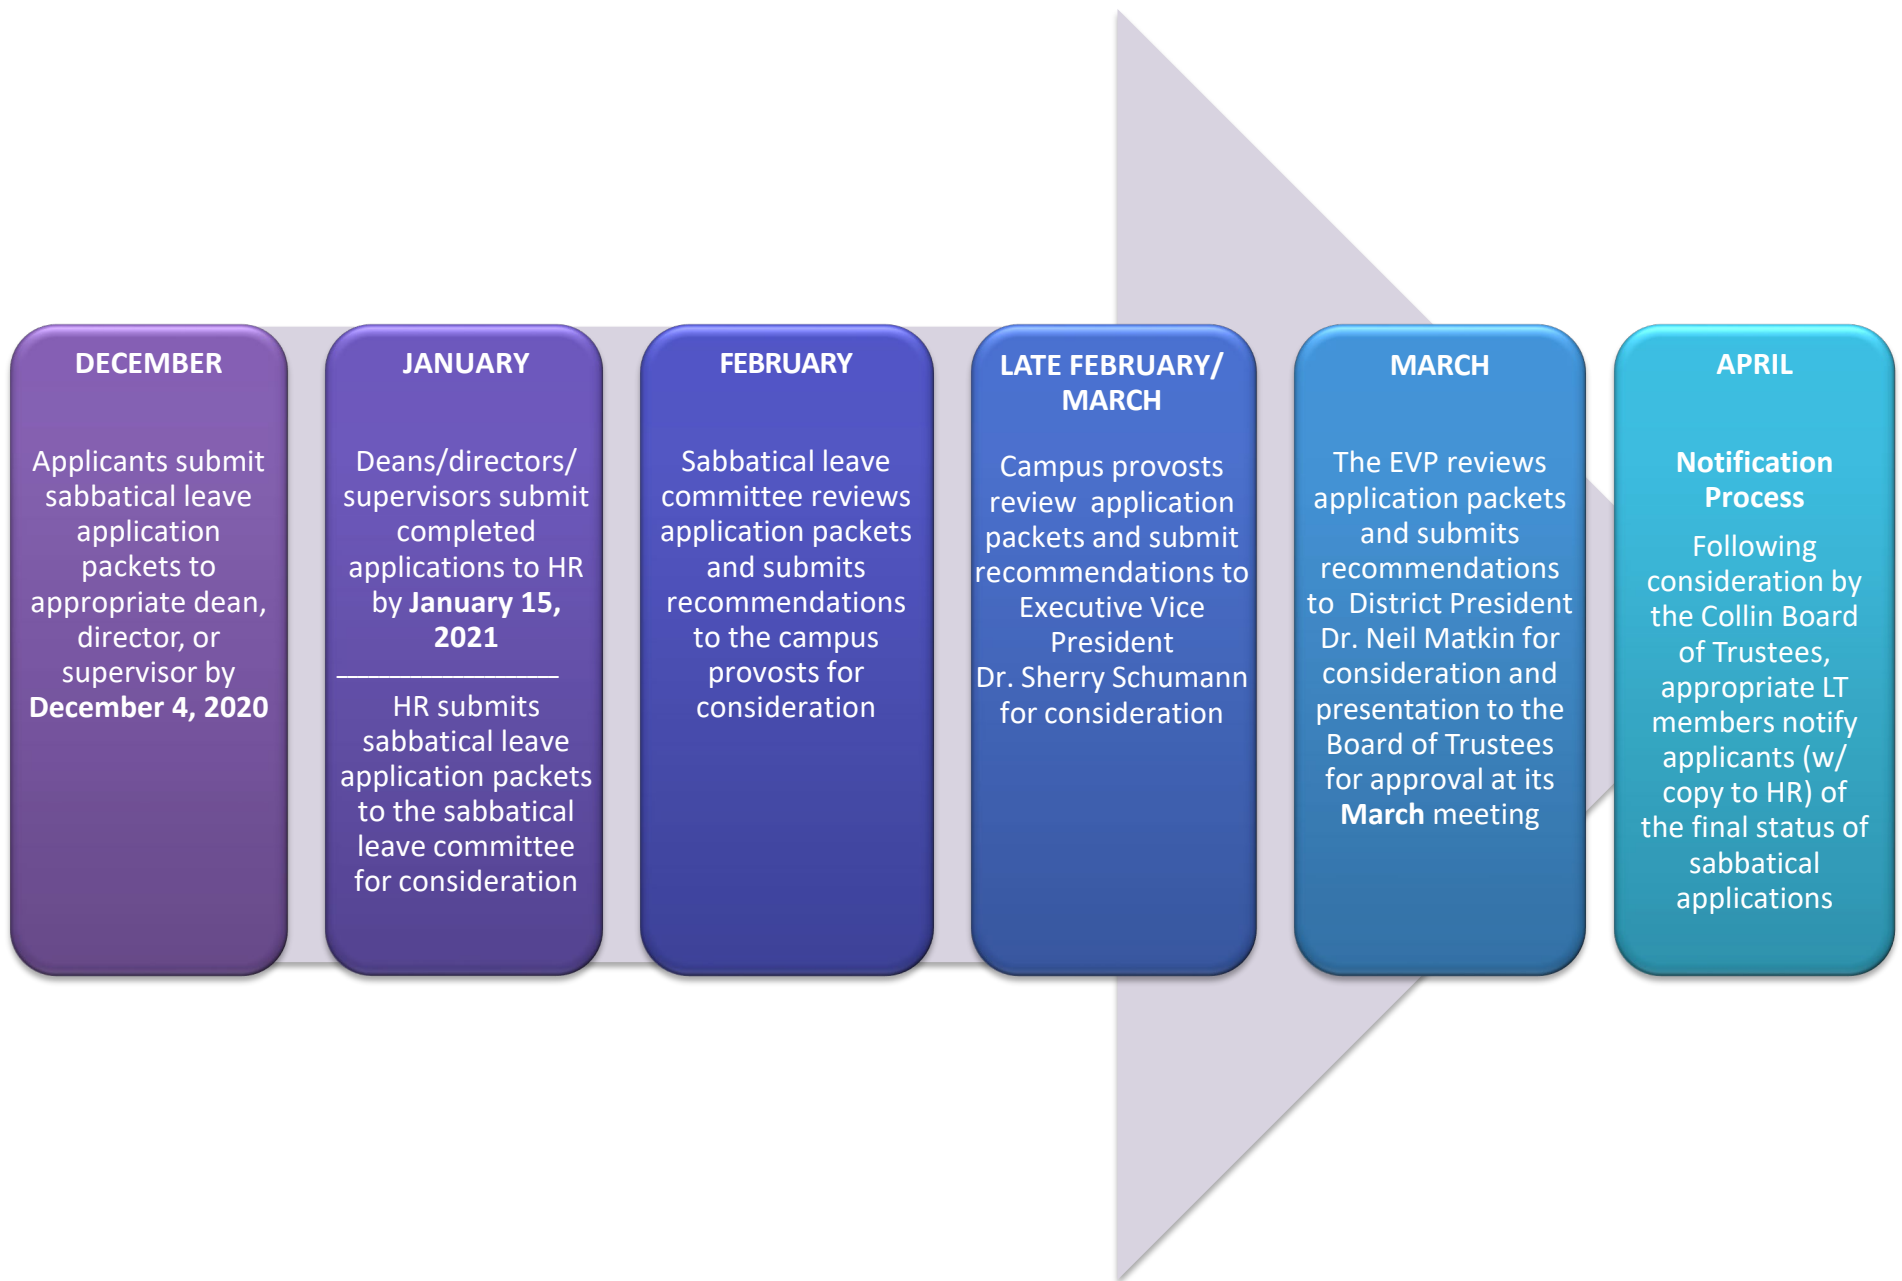 DECEMBER
Applicants submit
sabbatical leave
application
packets to
appropriate dean,
director, or
supervisor by
December 4, 2020
JANUARY
Deans/directors/
supervisors submit
completed
applications to HR
by January 15,
2021
HR submits
sabbatical leave
application packets
to the sabbatical
leave committee
for consideration
FEBRUARY
Sabbatical leave
committee reviews
application packets
and submits
recommendations
to the campus
provosts for
consideration
LATE FEBRUARY/
MARCH
Campus provosts
review application
packets and submit
recommendations to
Executive Vice
President
Dr. Sherry Schumann
for consideration
MARCH
The EVP reviews
application packets
and submits
recommendations
to District President
Dr. Neil Matkin for
consideration and
presentation to the
Board of Trustees
for approval at its
March meeting
APRIL
Notification
Process
Following
consideration by
the Collin Board
of Trustees,
appropriate LT
members notify
applicants (w/
copy to HR) of
the final status of
sabbatical
applications